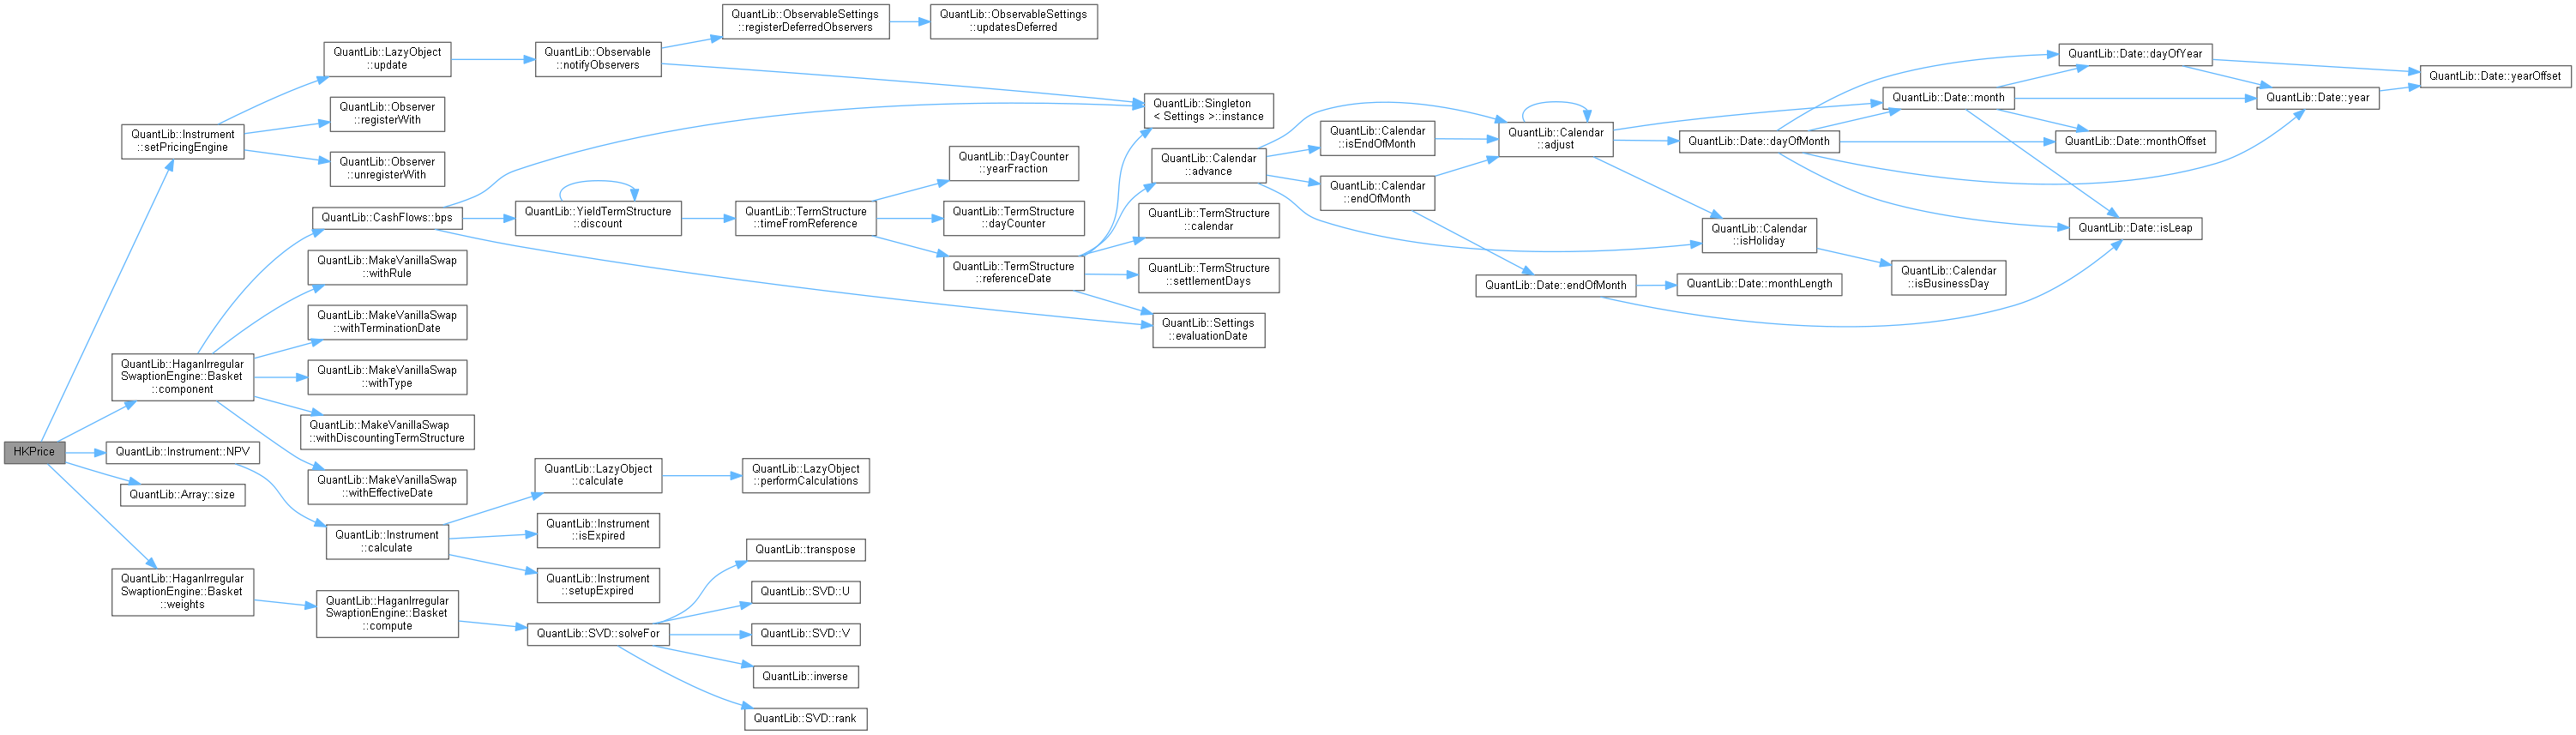 HKPrice
QuantLib::Instrument
::setPricingEngine
QuantLib::LazyObject
::update
QuantLib::Observable
::notifyObservers
QuantLib::ObservableSettings
::registerDeferredObservers
QuantLib::ObservableSettings
::updatesDeferred
QuantLib::Singleton
< Settings >::instance
QuantLib::Observer
::registerWith
QuantLib::Observer
::unregisterWith
QuantLib::HaganIrregular
SwaptionEngine::Basket
::component
QuantLib::CashFlows::bps
QuantLib::YieldTermStructure
::discount
QuantLib::TermStructure
::timeFromReference
QuantLib::DayCounter
::yearFraction
QuantLib::TermStructure
::dayCounter
QuantLib::TermStructure
::referenceDate
QuantLib::Calendar
::advance
QuantLib::TermStructure
::calendar
QuantLib::TermStructure
::settlementDays
QuantLib::Settings
::evaluationDate
QuantLib::Calendar
::isEndOfMonth
QuantLib::Calendar
::endOfMonth
QuantLib::Calendar
::adjust
QuantLib::Date::endOfMonth
QuantLib::Date::dayOfMonth
QuantLib::Calendar
::isHoliday
QuantLib::Date::monthLength
QuantLib::Date::month
QuantLib::Calendar
::isBusinessDay
QuantLib::Date::dayOfYear
QuantLib::Date::monthOffset
QuantLib::Date::isLeap
QuantLib::Date::year
QuantLib::Date::yearOffset
QuantLib::MakeVanillaSwap
::withRule
QuantLib::MakeVanillaSwap
::withTerminationDate
QuantLib::MakeVanillaSwap
::withType
QuantLib::MakeVanillaSwap
::withDiscountingTermStructure
QuantLib::MakeVanillaSwap
::withEffectiveDate
QuantLib::Instrument::NPV
QuantLib::Array::size
QuantLib::Instrument
::calculate
QuantLib::LazyObject
::calculate
QuantLib::LazyObject
::performCalculations
QuantLib::Instrument
::isExpired
QuantLib::Instrument
::setupExpired
QuantLib::HaganIrregular
SwaptionEngine::Basket
::weights
QuantLib::HaganIrregular
SwaptionEngine::Basket
::compute
QuantLib::SVD::solveFor
QuantLib::transpose
QuantLib::SVD::U
QuantLib::SVD::V
QuantLib::inverse
QuantLib::SVD::rank